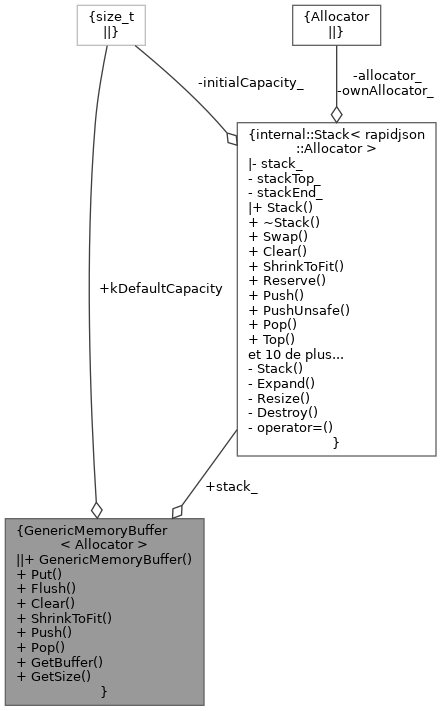 {size_t
||}
{Allocator
||}
-initialCapacity_
-allocator_
-ownAllocator_
{internal::Stack< rapidjson
::Allocator >
|- stack_
- stackTop_
- stackEnd_
|+ Stack()
+ ~Stack()
+ Swap()
+ Clear()
+ ShrinkToFit()
+ Reserve()
+ Push()
+ PushUnsafe()
+ Pop()
+ Top()
et 10 de plus...
- Stack()
- Expand()
- Resize()
- Destroy()
- operator=()
}
+kDefaultCapacity
+stack_
{GenericMemoryBuffer
< Allocator >
||+ GenericMemoryBuffer()
+ Put()
+ Flush()
+ Clear()
+ ShrinkToFit()
+ Push()
+ Pop()
+ GetBuffer()
+ GetSize()
}